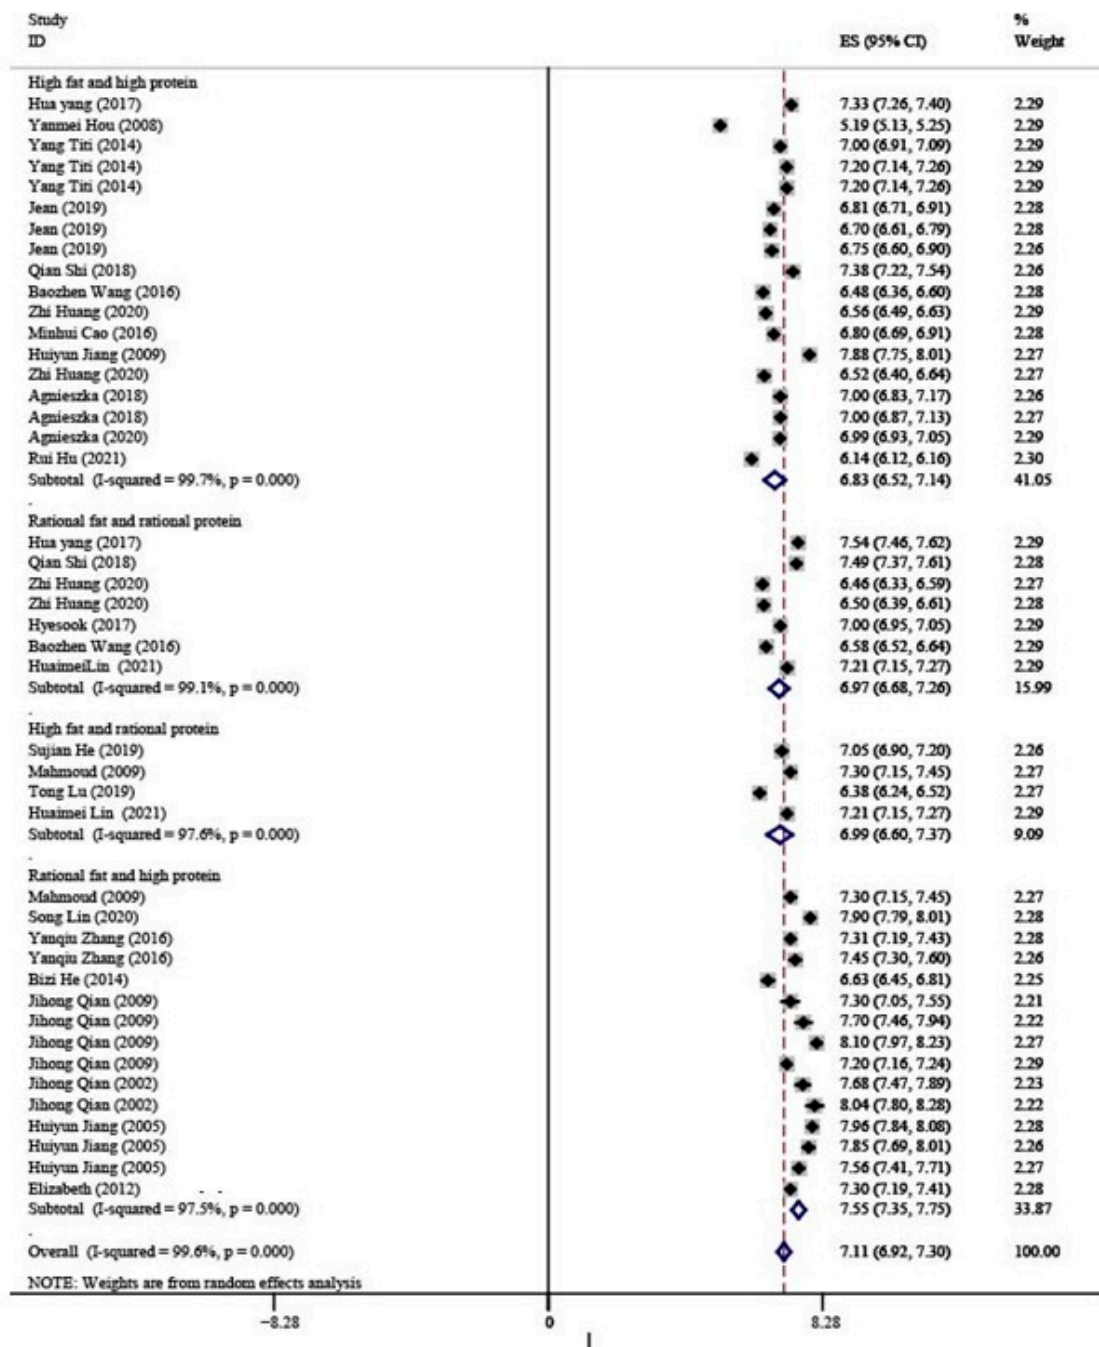 Study %
ID ES (95% CI) Weight
High fat and high protein
Hua yang (2017) 7.33 (7.26, 7.40) 2.29
Yanmei Hou (2008) 5.19 (5.13, 5.25) 2.29
Yang Titi (2014) 7.00 (6.91, 7.09) 2.29
Yang Titi (2014) 7.20 (7.14, 7.26) 2.29
Yang Titi (2014) 7.20 (7.14, 7.26) 2.29
Jean (2019) 6.81 (6.71, 6.91) 2.28
Jean (2019) 6.70 (6.61, 6.79) 2.28
Jean (2019) 6.75 (6.60, 6.90) 2.26
Qian Shi (2018) 7.38 (7.22, 7.54) 2.26
Baozhen Wang (2016) 6.48 (6.36, 6.60) 2.28
Zhi Huang (2020) 6.56 (6.49, 6.63) 2.29
Minhui Cao (2016) 6.80 (6.69, 6.91) 2.28
Huiyun Jiang (2009) 7.88 (7.75, 8.01) 2.27
Zhi Huang (2020) 6.52 (6.40, 6.64) 2.27
Agnieszka (2018) 7.00 (6.83, 7.17) 2.26
Agnieszka (2018) 7.00 (6.87, 7.13) 2.27
Agnieszka (2020) 6.99 (6.93, 7.05) 2.29
Rui Hu (2021) 6.14 (6.12, 6.16) 2.30
Subtotal (I-squared = 99.7%, p = 0.000) 6.83 (6.52, 7.14) 41.05
.
Rational fat and rational protein
Hua yang (2017) 7.54 (7.46, 7.62) 2.29
Qian Shi (2018) 7.49 (7.37, 7.61) 2.28
Zhi Huang (2020) 6.46 (6.33, 6.59) 2.27
Zhi Huang (2020) 6.50 (6.39, 6.61) 2.28
Hyesook (2017) 7.00 (6.95, 7.05) 2.29
Baozhen Wang (2016) 6.58 (6.52, 6.64) 2.29
HuaimeiLin (2021) 7.21 (7.15, 7.27) 2.29
Subtotal (I-squared = 99.1%, p = 0.000) 6.97 (6.68, 7.26) 15.99
.
High fat and rational protein
Sujian He (2019) 7.05 (6.90, 7.20) 2.26
Mahmoud (2009) 7.30 (7.15, 7.45) 2.27
Tong Lu (2019) 6.38 (6.24, 6.52) 2.27
Huaimei Lin (2021) 7.21 (7.15, 7.27) 2.29
Subtotal (I-squared = 97.6%, p = 0.000) 6.99 (6.60, 7.37) 9.09
.
Rational fat and high protein
Mahmoud (2009) 7.30 (7.15, 7.45) 2.27
Song Lin (2020) 7.90 (7.79, 8.01) 2.28
Yanqiu Zhang (2016) 7.31 (7.19, 7.43) 2.28
Yanqiu Zhang (2016) 7.45 (7.30, 7.60) 2.26
Bizi He (2014) 6.63 (6.45, 6.81) 2.25
Jihong Qian (2009) 7.30 (7.05, 7.55) 2.21
Jihong Qian (2009) 7.70 (7.46, 7.94) 2.22
Jihong Qian (2009) 8.10 (7.97, 8.23) 2.27
Jihong Qian (2009) 7.20 (7.16, 7.24) 2.29
Jihong Qian (2002) 7.68 (7.47, 7.89) 2.23
Jihong Qian (2002) 8.04 (7.80, 8.28) 2.22
Huiyun Jiang (2005) 7.96 (7.84, 8.08) 2.28
Huiyun Jiang (2005) 7.85 (7.69, 8.01) 2.26
Huiyun Jiang (2005) 7.56 (7.41, 7.71) 2.27
Elizabeth (2012) 7.30 (7.19, 7.41) 2.28
Subtotal (I-squared = 97.5%, p = 0.000) 7.55 (7.35, 7.75) 33.87
.
Overall (I-squared = 99.6%, p = 0.000) 7.11 (6.92, 7.30) 100.00
NOTE: Weights are from random effects analysis
−8.28 0 8.28